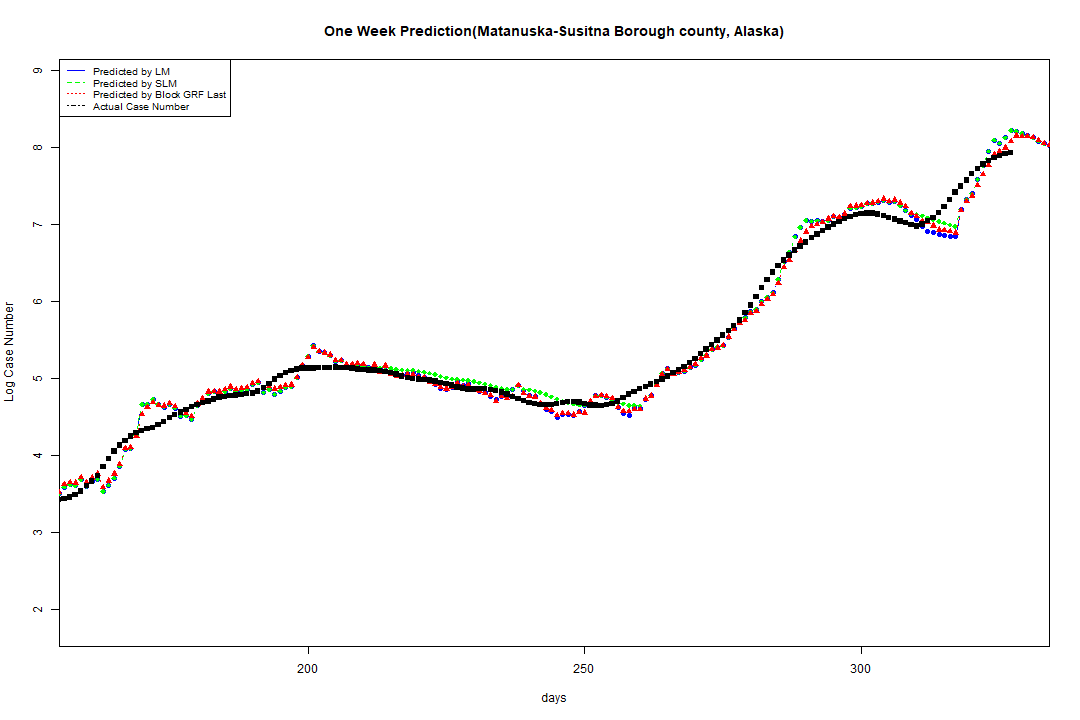 One Week Prediction(Matanuska-Susitna Borough county, Alaska)
Predicted by LM
Predicted by SLM
Predicted by Block GRF Last
Actual Case Number
9
8
7
6
5
4
3
2
Log Case Number
200
250
300
days